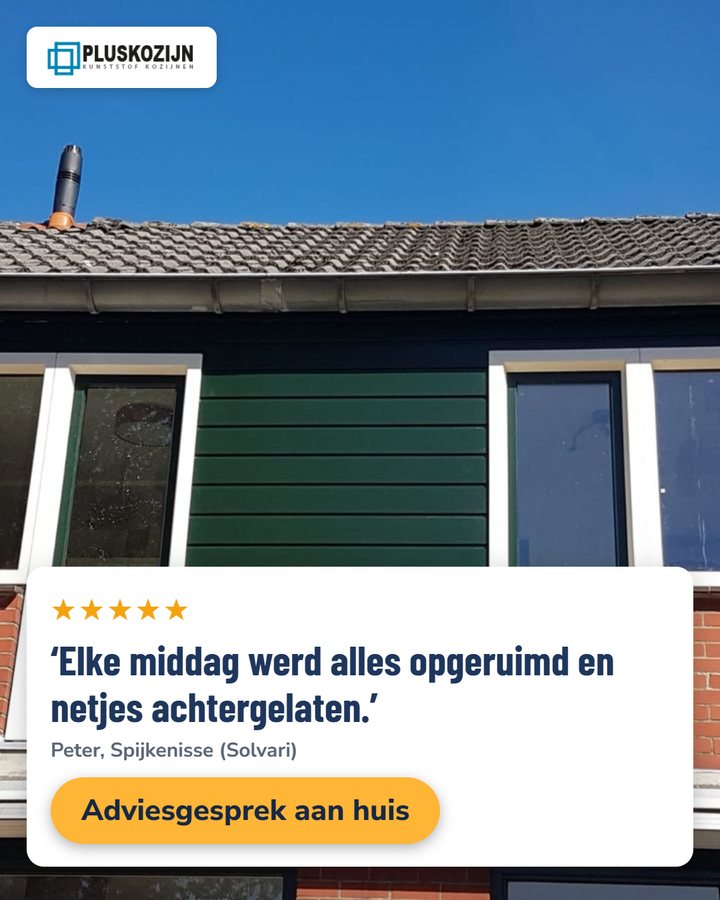 PLUSKOZIJN
KUNSTSTOF KOZIJNEN
‘Elke middag werd alles opgeruimd en
netjes achtergelaten.’
Peter, Spijkenisse (Solvari)
Adviesgesprek aan huis